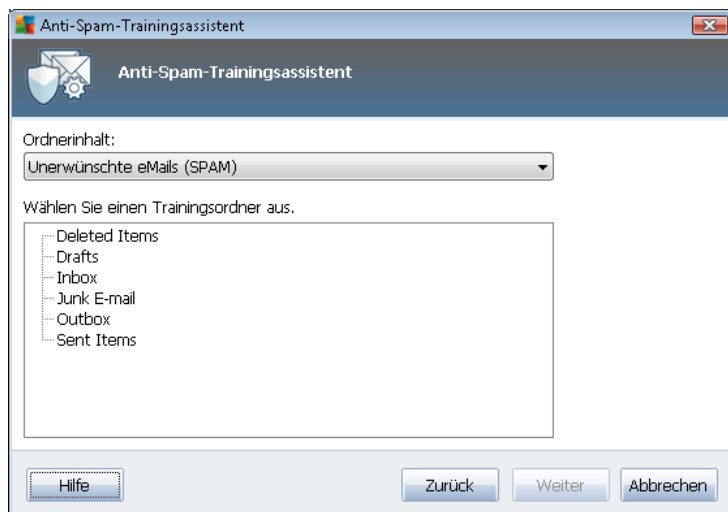 Anti-Spam-Trainingsassistent
Anti-Spam-Trainingsassistent
Ordnerinhalt:
Unerwünschte eMails (SPAM)
Wählen Sie einen Trainingsordner aus.
Deleted Items
Drafts
Inbox
Junk E-mail
Outbox
Sent Items
Hilfe
Zurück
Weiter
Abbrechen